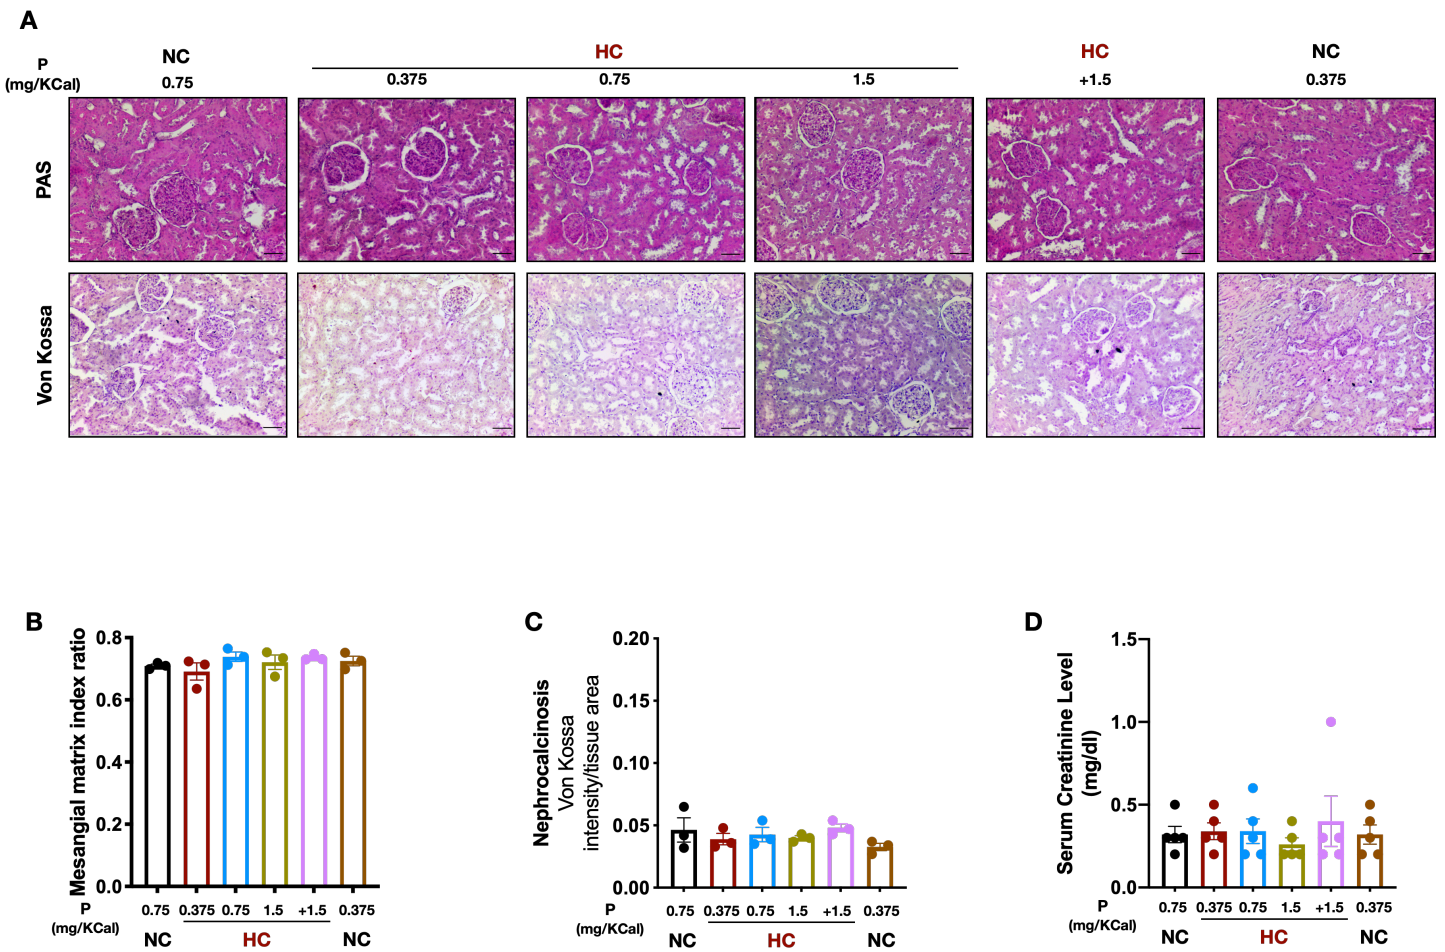 A
P
(mg/KCal)
NC
0.75
HC
0.375 0.75 1.5
HC
+1.5
NC
0.375
PAS
Von Kossa
B
Mesangial matrix index ratio
0.8
0.6
0.4
0.2
0.0
P
(mg/KCal)
0.75 0.375 0.75 1.5 +1.5 0.375
NC HC NC
C
Nephrocalcinosis
Von Kossa
intensity/tissue area
0.20
0.15
0.10
0.05
0.00
P
(mg/KCal)
0.75 0.375 0.75 1.5 +1.5 0.375
NC HC NC
D
Serum Creatinine Level
(mg/dl)
1.5
1.0
0.5
0.0
P
(mg/KCal)
0.75 0.375 0.75 1.5 +1.5 0.375
NC HC NC